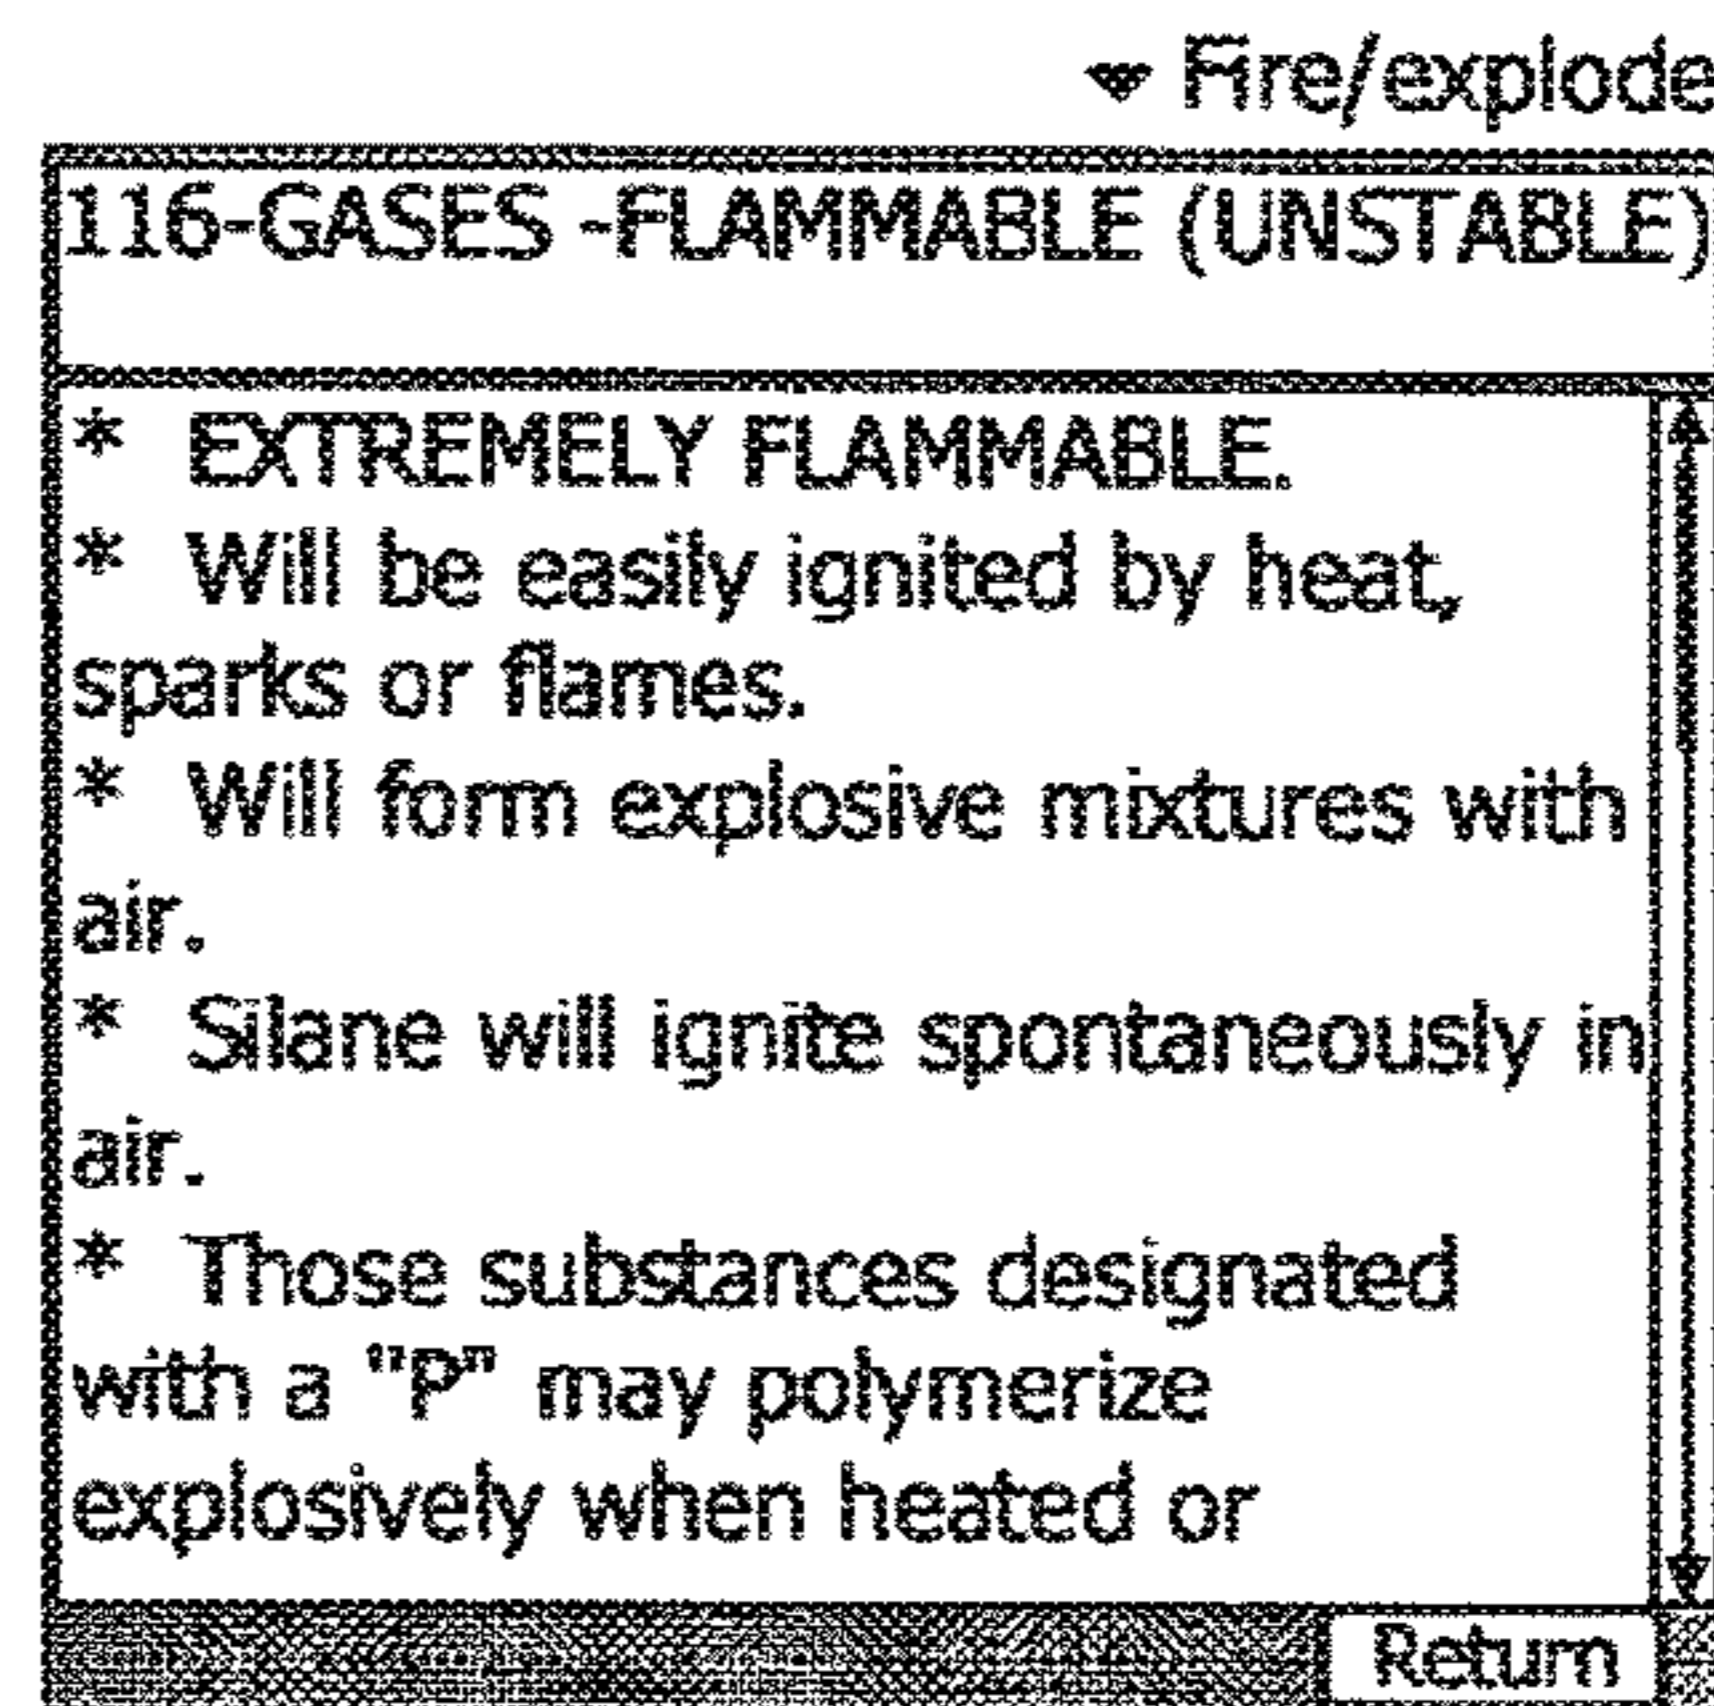 Fire/explode
116-GASES -FLAMMABLE (UNSTABLE)
* EXTREMELY FLAMMABLE.
* Will be easily ignited by heat,
sparks or flames.
* Will form explosive mixtures with
air.
* Silane will ignite spontaneously in
air.
* Those substances designated
with a "P" may polymerize
explosively when heated or
Return